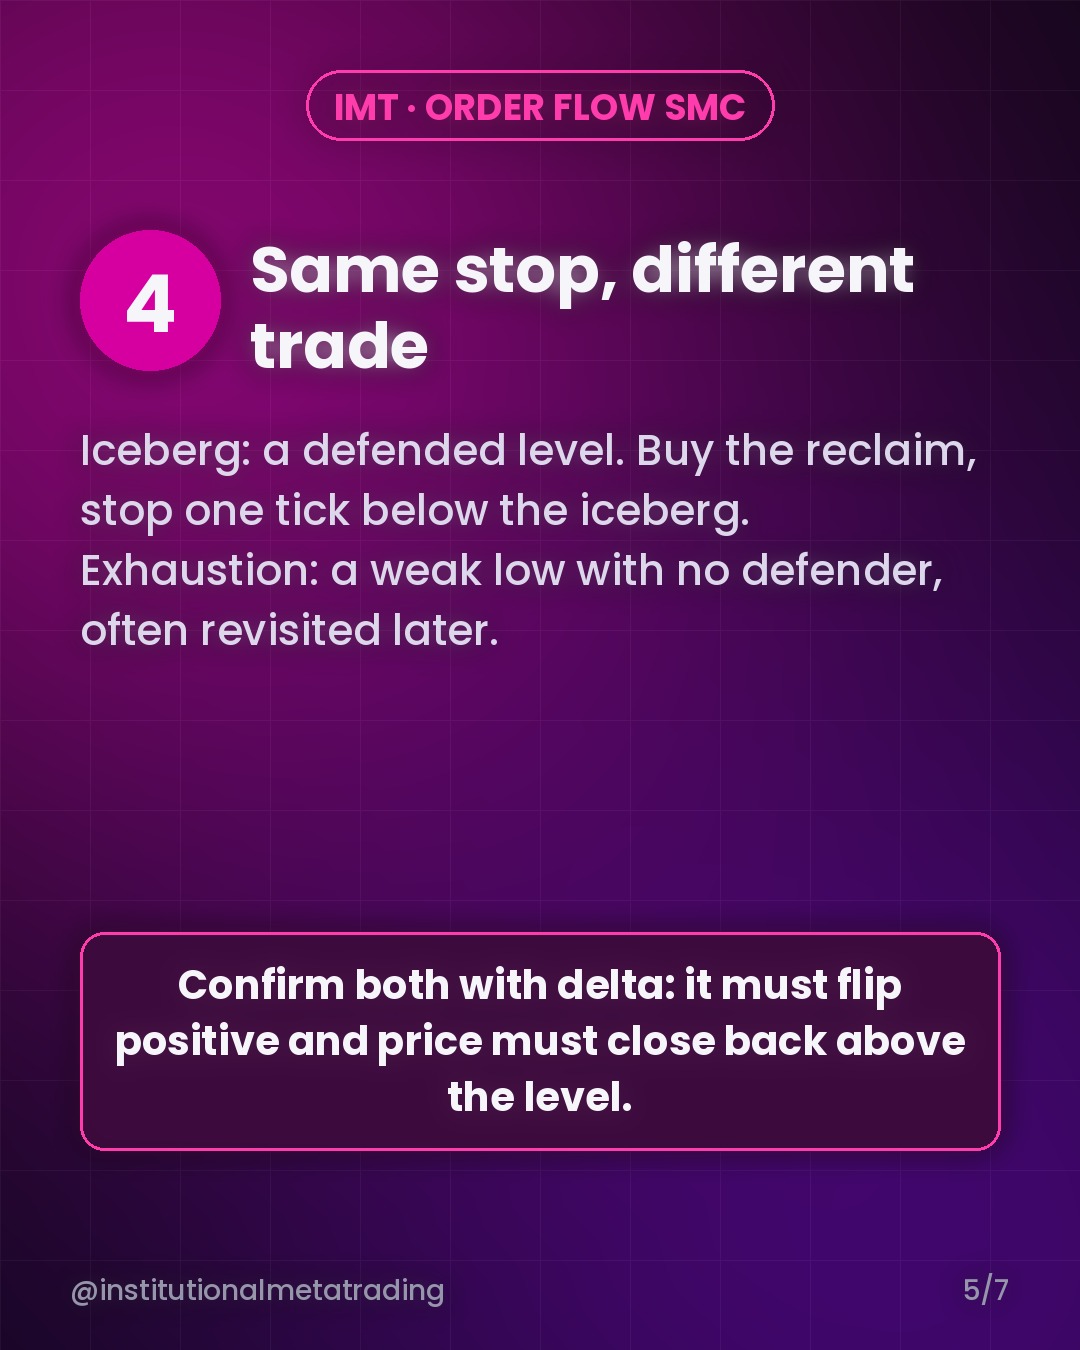 IMT · ORDER FLOW SMC
4
Same stop, different
trade
Iceberg: a defended level. Buy the reclaim,
stop one tick below the iceberg.
Exhaustion: a weak low with no defender,
often revisited later.
Confirm both with delta: it must flip
positive and price must close back above
the level.
@institutionalmetatrading
5/7